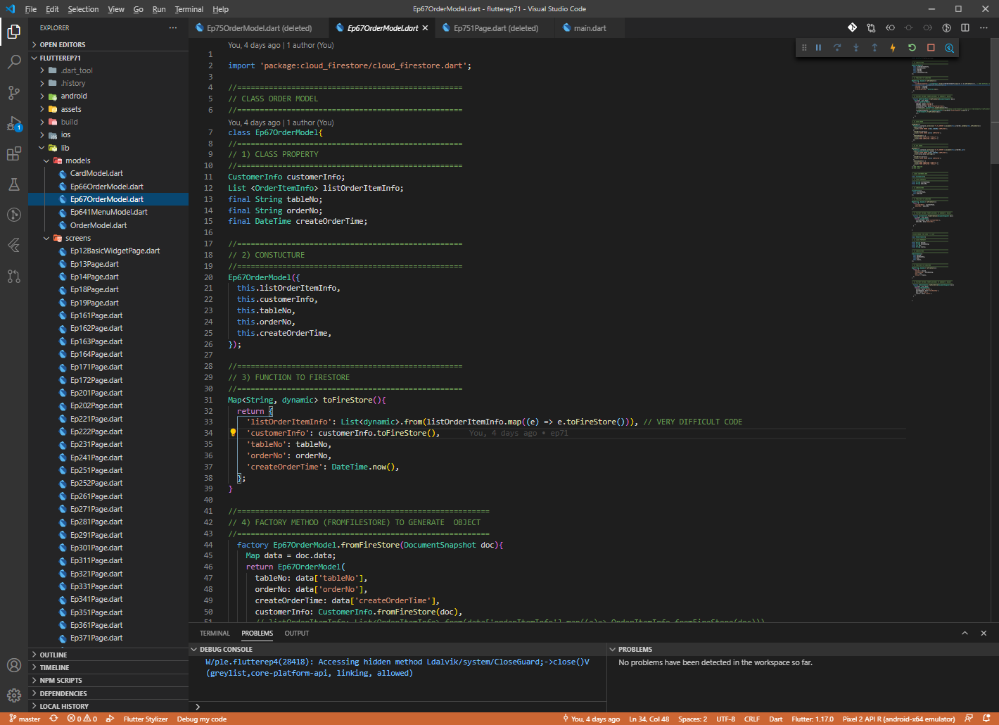 File Edit Selection View Go Run Terminal Help
Ep67OrderModel.dart - flutterep71 - Visual Studio Code
EXPLORER
OPEN EDITORS
FLUTTEREP71
.dart_tool
.history
android
assets
build
ios
lib
models
CardModel.dart
Ep66OrderModel.dart
Ep67OrderModel.dart
Ep641MenuModel.dart
OrderModel.dart
screens
Ep12BasicWidgetPage.dart
Ep13Page.dart
Ep14Page.dart
Ep18Page.dart
Ep19Page.dart
Ep161Page.dart
Ep162Page.dart
Ep163Page.dart
Ep164Page.dart
Ep171Page.dart
Ep172Page.dart
Ep201Page.dart
Ep202Page.dart
Ep221Page.dart
Ep222Page.dart
Ep231Page.dart
Ep241Page.dart
Ep251Page.dart
Ep252Page.dart
Ep261Page.dart
Ep271Page.dart
Ep281Page.dart
Ep291Page.dart
Ep301Page.dart
Ep311Page.dart
Ep321Page.dart
Ep331Page.dart
Ep341Page.dart
Ep351Page.dart
Ep361Page.dart
Ep371Page.dart
OUTLINE
TIMELINE
NPM SCRIPTS
DEPENDENCIES
LOCAL HISTORY
Ep75OrderModel.dart (deleted) Ep67OrderModel.dart Ep751Page.dart (deleted) main.dart
You, 4 days ago | 1 author (You)
1
2 import 'package:cloud_firestore/cloud_firestore.dart';
3
4 //==================================================
5 // CLASS ORDER MODEL
6 //==================================================
You, 4 days ago | 1 author (You)
7 class Ep67OrderModel{
8 //==================================================
9 // 1) CLASS PROPERTY
10 //==================================================
11 CustomerInfo customerInfo;
12 List <OrderItemInfo> listOrderItemInfo;
13 final String tableNo;
14 final String orderNo;
15 final DateTime createOrderTime;
16
17 //==================================================
18 // 2) CONSTUCTURE
19 //==================================================
20 Ep67OrderModel({
21 this.listOrderItemInfo,
22 this.customerInfo,
23 this.tableNo,
24 this.orderNo,
25 this.createOrderTime,
26 });
27
28 //==================================================
29 // 3) FUNCTION TO FIRESTORE
30 //==================================================
31 Map<String, dynamic> toFireStore(){
32 return {
33 'listOrderItemInfo': List<dynamic>.from(listOrderItemInfo.map((e) => e.toFireStore())), // VERY DIFFICULT CODE
34 'customerInfo': customerInfo.toFireStore(), You, 4 days ago • ep71
35 'tableNo': tableNo,
36 'orderNo': orderNo,
37 'createOrderTime': DateTime.now(),
38 };
39 }
40
41 //========================================================
42 // 4) FACTORY METHOD (FROMFILESTORE) TO GENERATE  OBJECT
43 //========================================================
44 factory Ep67OrderModel.fromFireStore(DocumentSnapshot doc){
45 Map data = doc.data;
46 return Ep67OrderModel(
47 tableNo: data['tableNo'],
48 orderNo: data['orderNo'],
49 createOrderTime: data['createOrderTime'],
50 customerInfo: CustomerInfo.fromFireStore(doc),
51 // listOrderItemInfo: List<OrderItemInfo>.from(data['orderItemInfo'].map((e)=> OrderItemInfo.fromFireStore(doc)))
TERMINAL PROBLEMS OUTPUT
DEBUG CONSOLE
W/ple.flutterep4(28418): Accessing hidden method Ldalvik/system/CloseGuard;->close()V
(greylist,core-platform-api, linking, allowed)
PROBLEMS
No problems have been detected in the workspace so far.
1
master 0 0 Flutter Stylizer Debug my code You, 4 days ago Ln 34, Col 48 Spaces: 2 UTF-8 CRLF Dart Flutter: 1.17.0 Pixel 2 API R (android-x64 emulator)